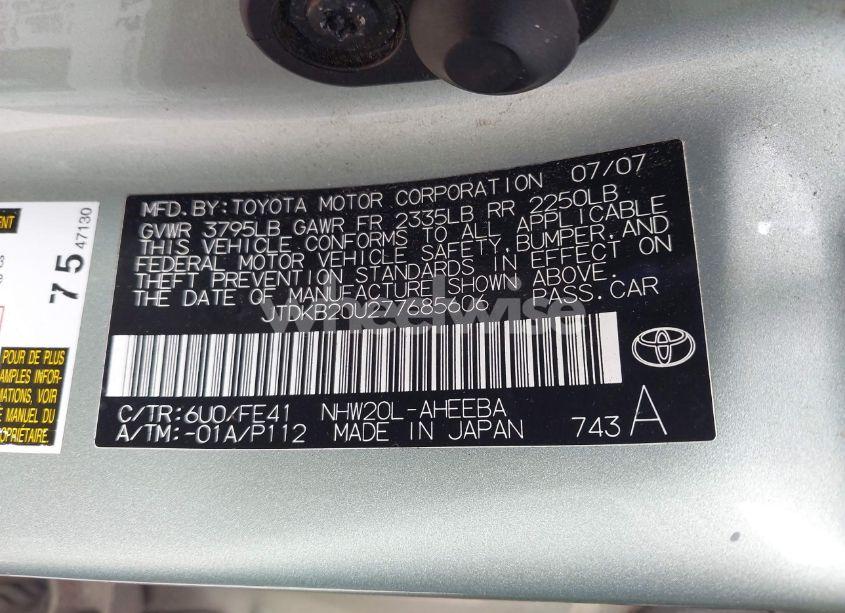 MFD. BY: TOYOTA MOTOR CORPORATION 07/07
GVWR 3795LB GAWR FR 2335LB RR 2250LB
THIS VEHICLE CONFORMS TO ALL APPLICABLE
FEDERAL MOTOR VEHICLE SAFETY, BUMPER, AND
THEFT PREVENTION STANDARDS IN EFFECT ON
THE DATE OF MANUFACTURE SHOWN ABOVE.
JTDKB20U277685606 PASS. CAR
wheelwise
C/TR: 6U0/FE41 NHW20L-AHEEBA
A/TM: -01A/P112 MADE IN JAPAN 743 A
75 47130
POUR DE PLUS
AMPLES INFOR-
MATIONS, VOIR
MANUEL DU